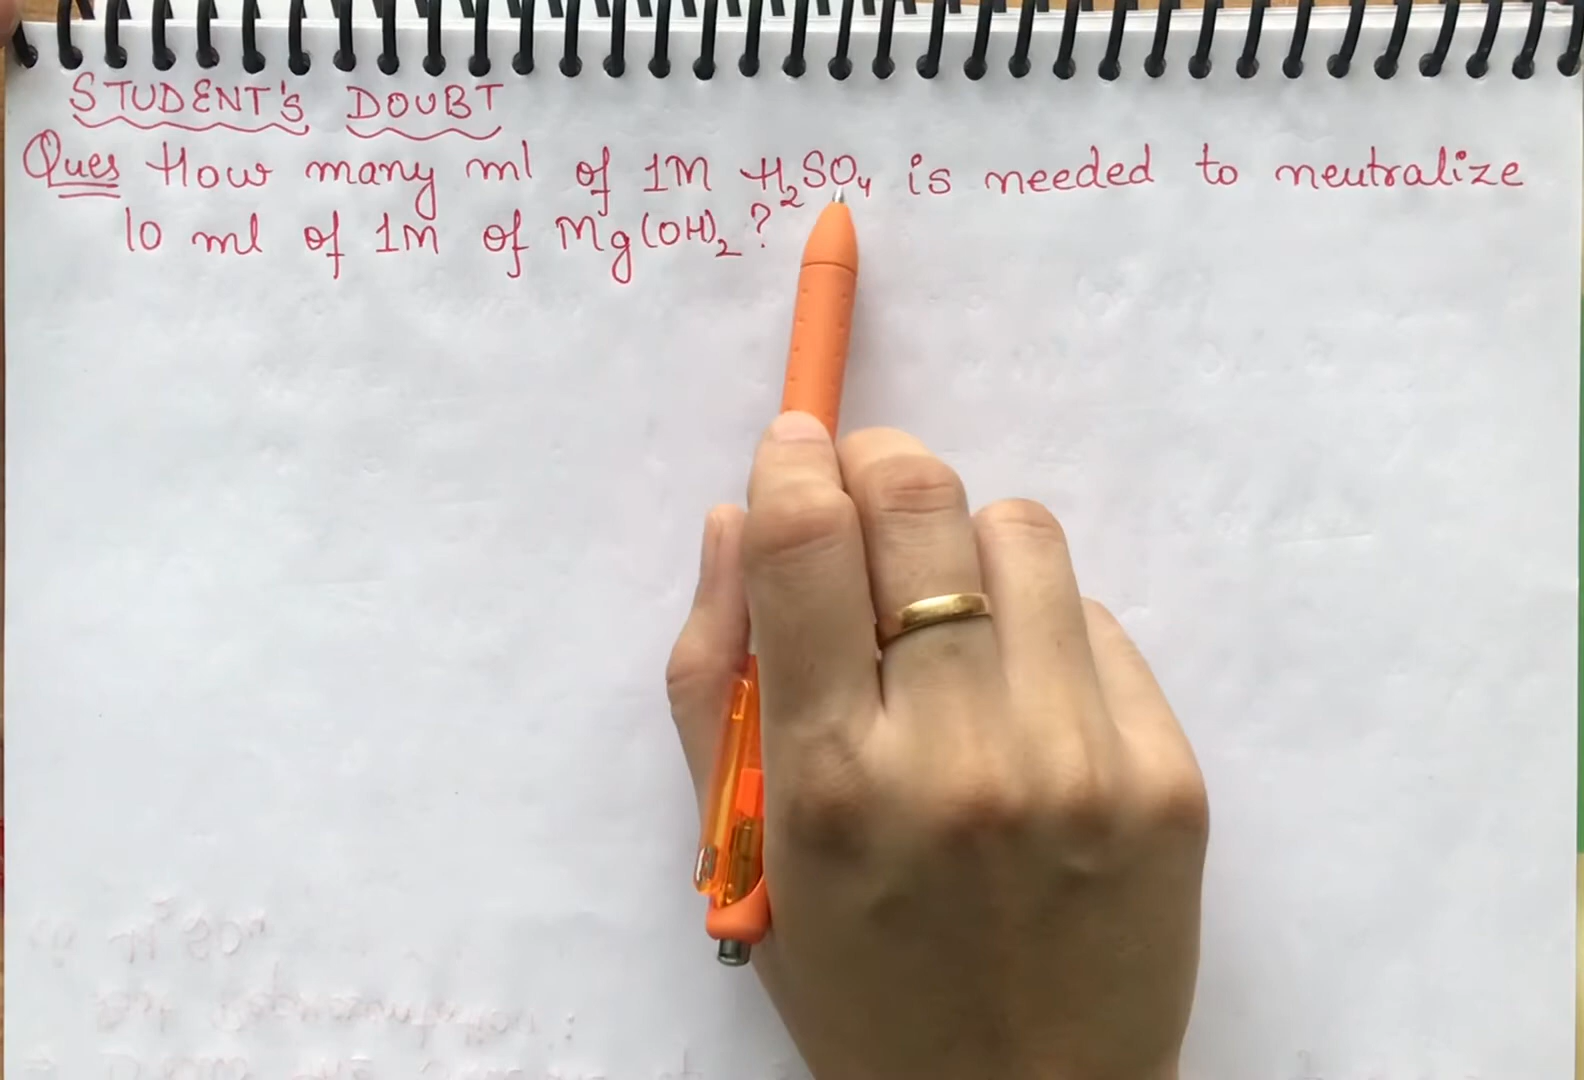 STUDENT'S DOUBT
Ques How many ml of 1M H₂SO₄ is needed to neutralize
10 ml of 1M of Mg(OH)₂?